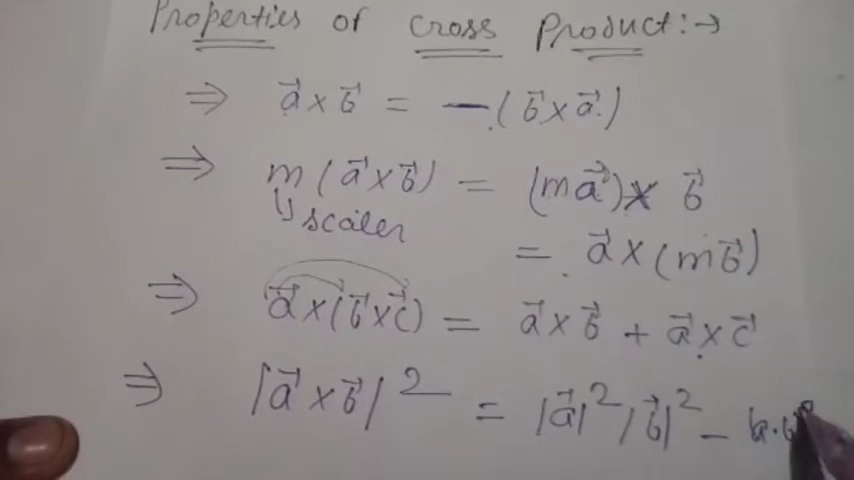 Properties of cross Product:→
⇒ a⃗ × b⃗ = −(b⃗ × a⃗)
⇒ m(a⃗ × b⃗) = (ma⃗) × b⃗
scaler
= a⃗ × (mb⃗)
⇒ a⃗ × (b⃗ × c⃗) = a⃗ × b⃗ + a⃗ × c⃗
⇒ |a⃗ × b⃗|² = |a⃗|² |b⃗|² −